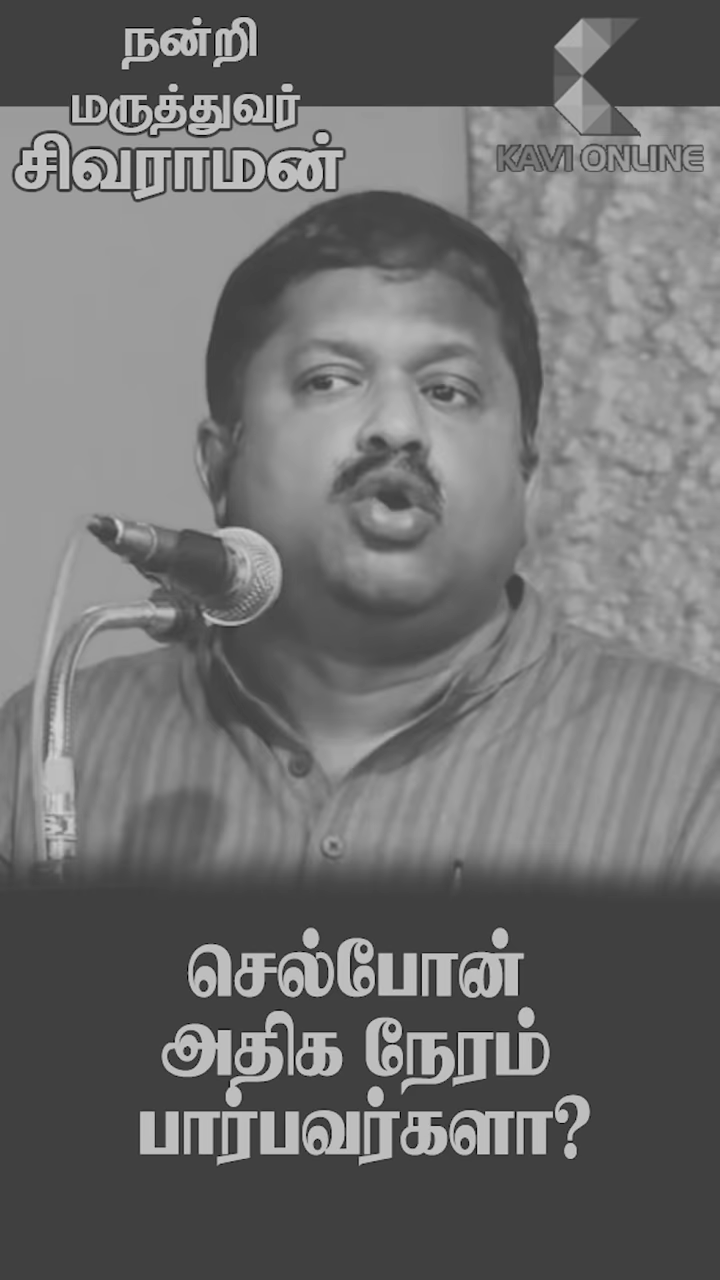 நன்றி
மருத்துவர்
சிவராமன்
KAVI ONLINE
செல்போன்
அதிக நேரம்
பார்பவர்களா?